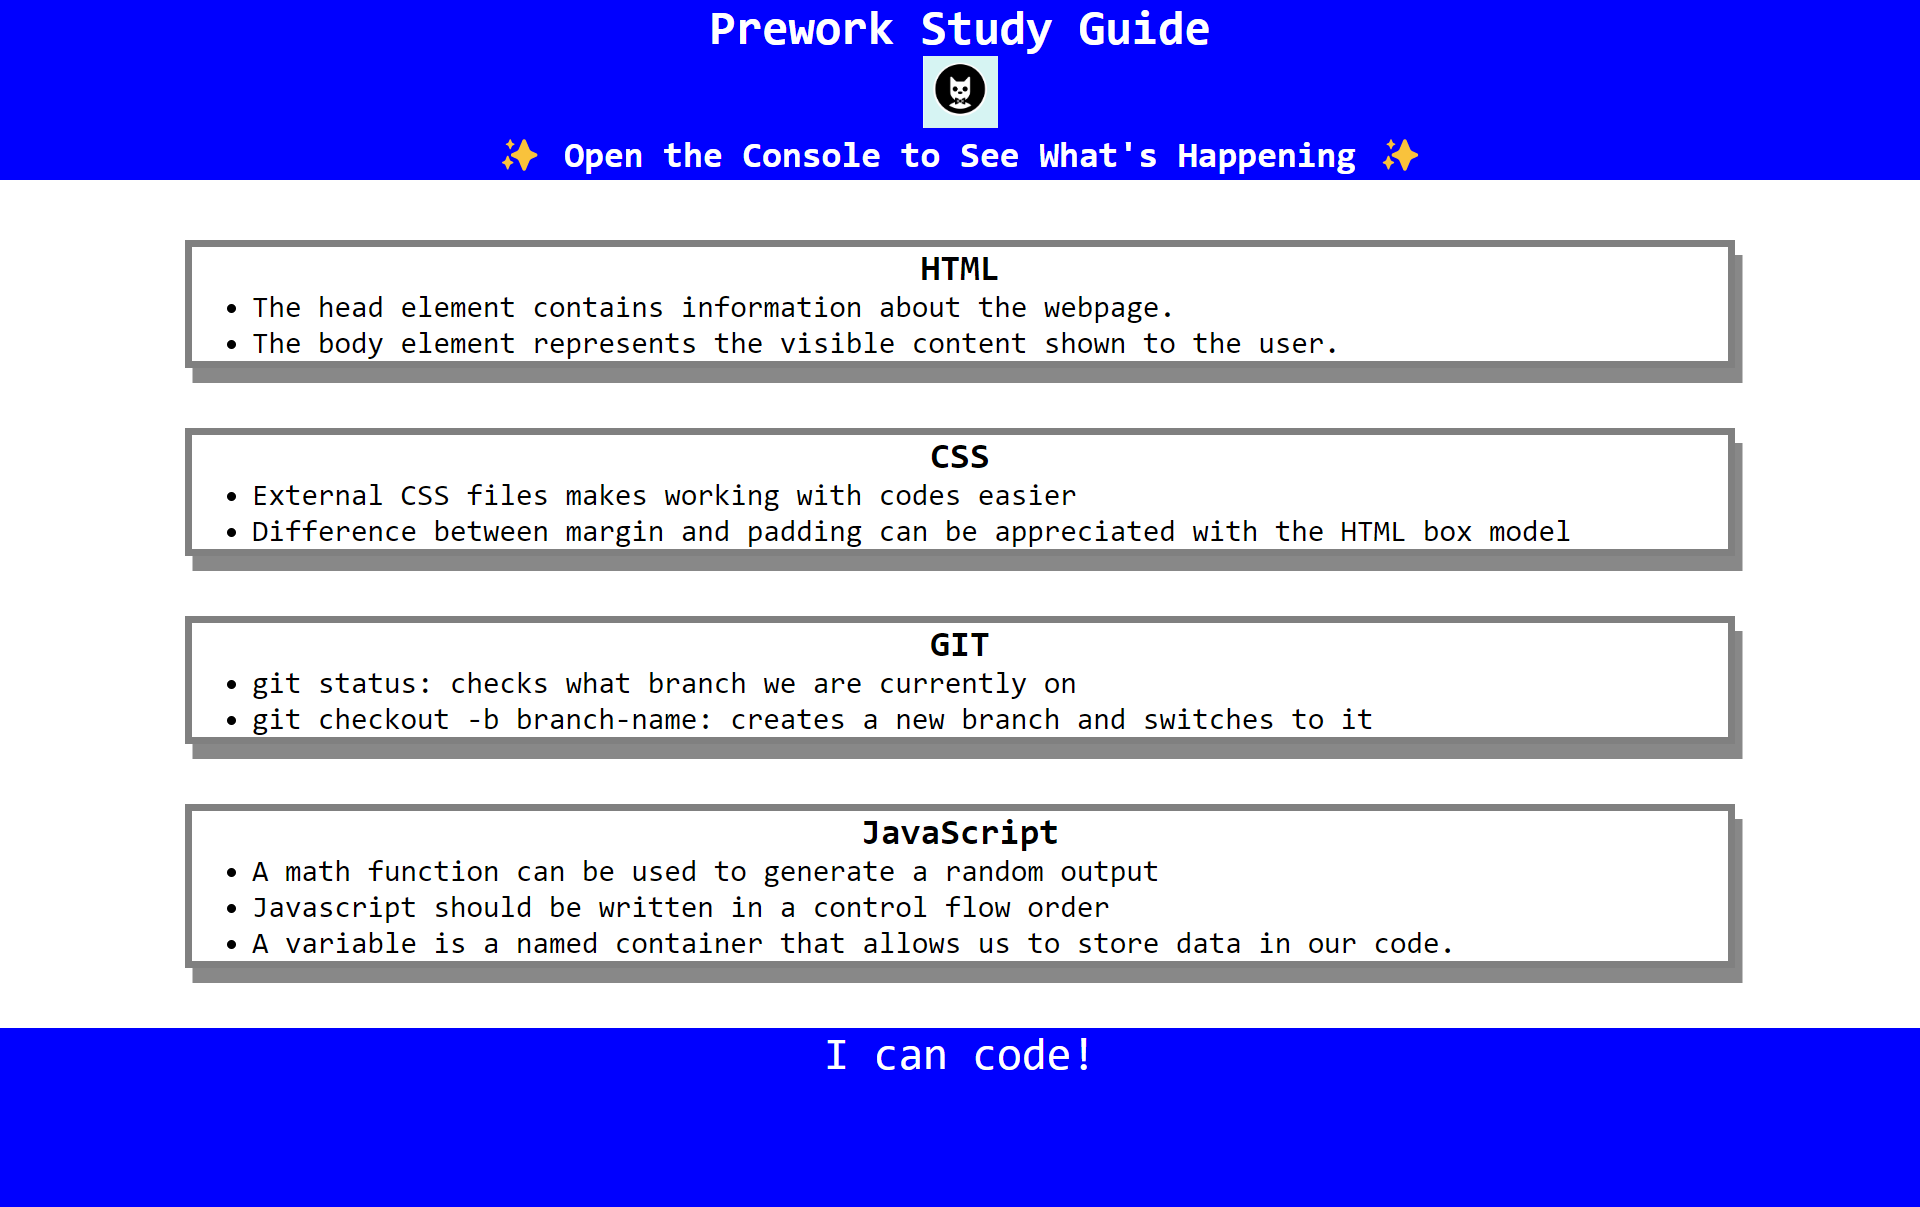 Prework Study Guide
✨ Open the Console to See What's Happening ✨
HTML
• The head element contains information about the webpage.
• The body element represents the visible content shown to the user.
CSS
• External CSS files makes working with codes easier
• Difference between margin and padding can be appreciated with the HTML box model
GIT
• git status: checks what branch we are currently on
• git checkout -b branch-name: creates a new branch and switches to it
JavaScript
• A math function can be used to generate a random output
• Javascript should be written in a control flow order
• A variable is a named container that allows us to store data in our code.
I can code!